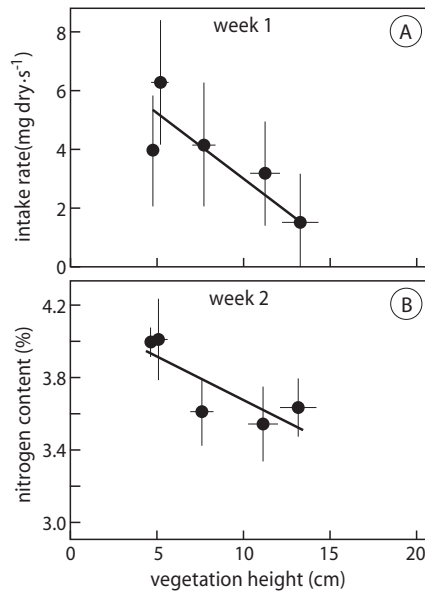 week 1
A
intake rate(mg dry·s⁻¹)
8
6
4
2
0
week 2
B
nitrogen content (%)
4.2
3.8
3.4
3.0
0
5
10
15
20
vegetation height (cm)